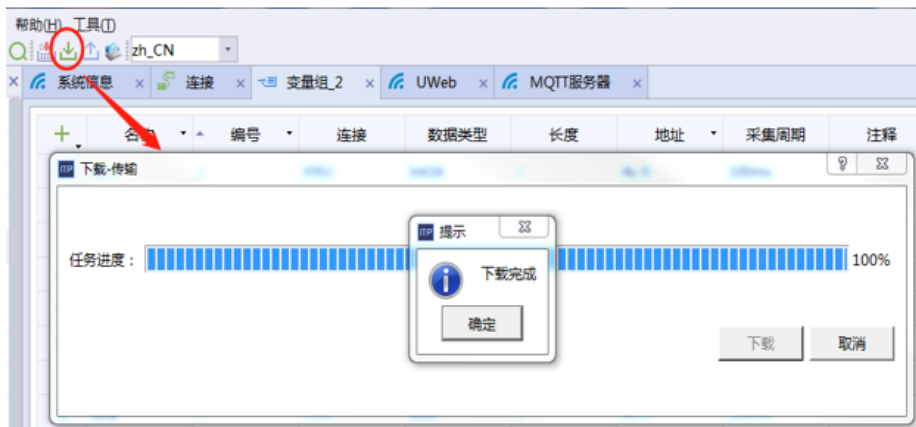 帮助(H) 工具(T)
zh_CN
系统信息 连接 变量组_2 UWeb MQTT服务器
名称 编号 连接 数据类型 长度 地址 采集周期 注释
ITP 下载-传输
ITP 提示
任务进度： 100%
下载完成
确定
下载 取消